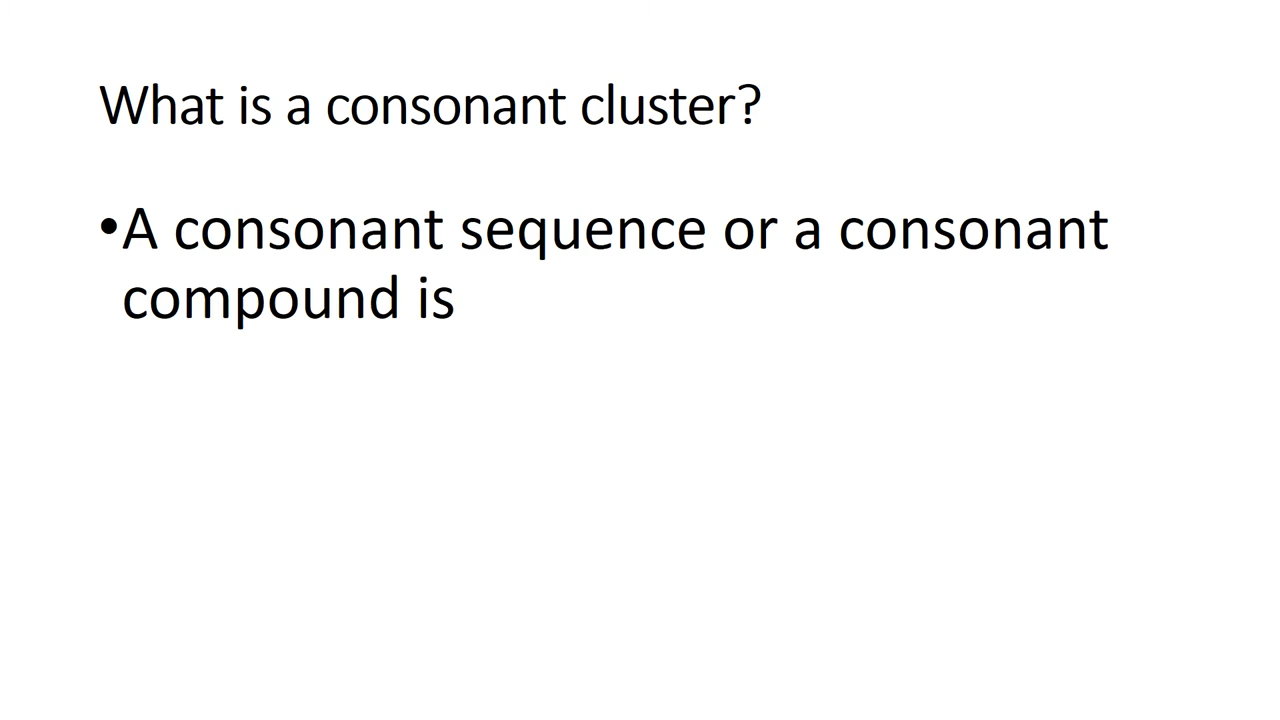 What is a consonant cluster?
•A consonant sequence or a consonant
compound is